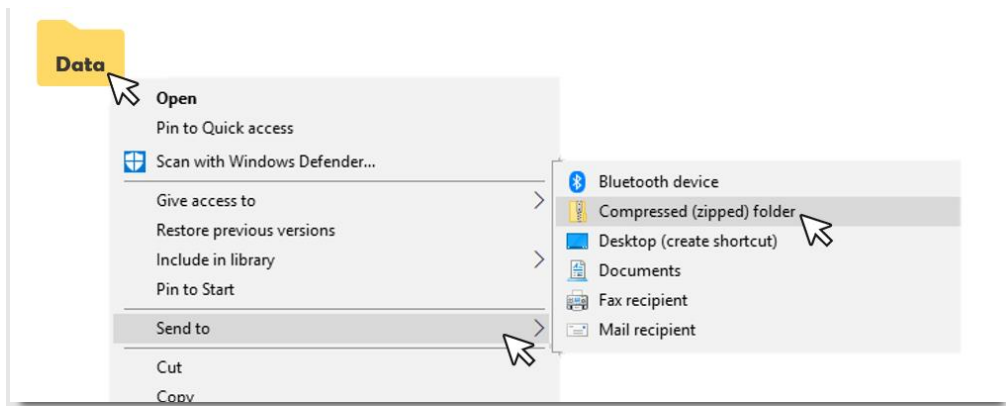 Data
Open
Pin to Quick access
Scan with Windows Defender...
Give access to
Restore previous versions
Include in library
Pin to Start
Send to
Cut
Copy
Bluetooth device
Compressed (zipped) folder
Desktop (create shortcut)
Documents
Fax recipient
Mail recipient